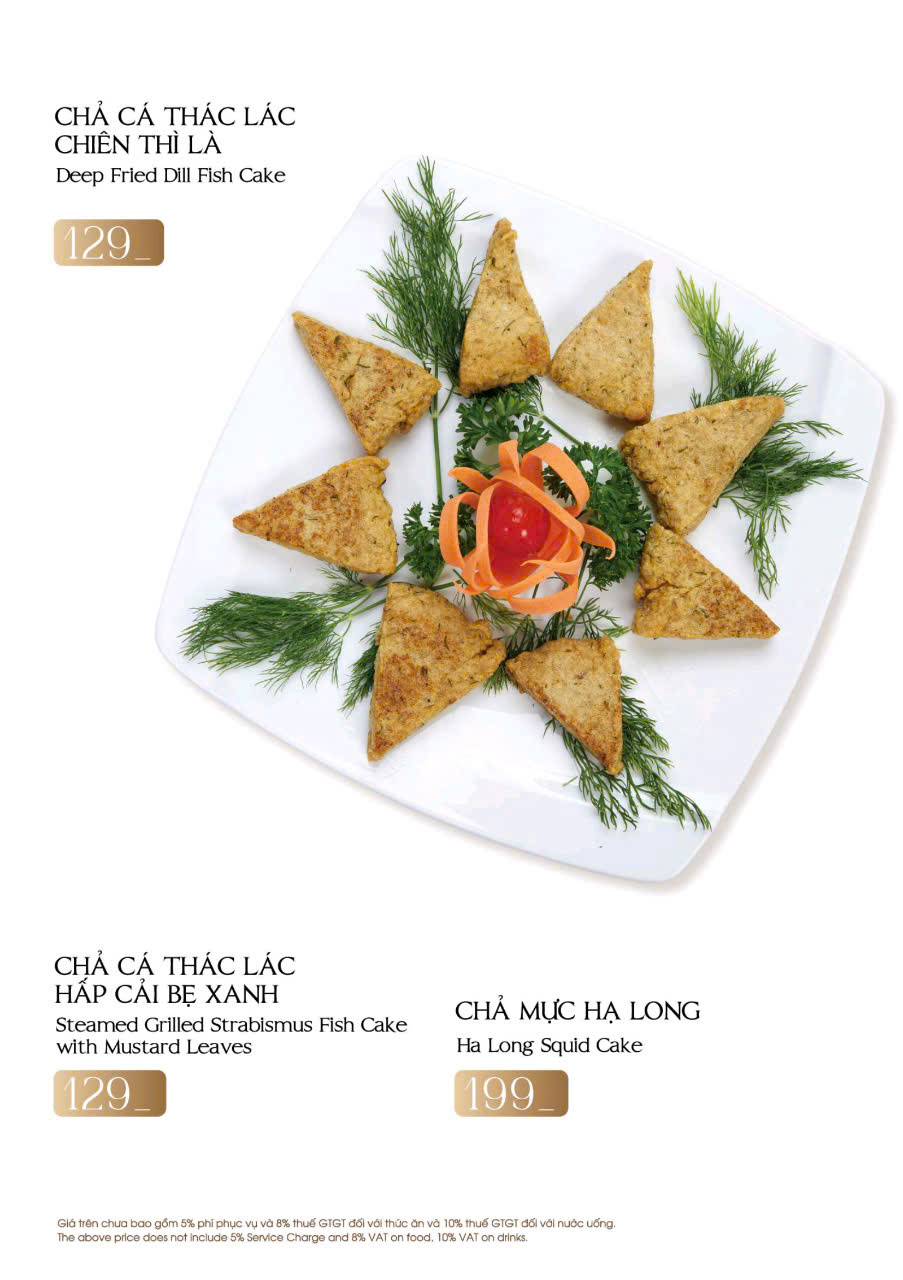 CHẢ CÁ THÁC LÁC
CHIÊN THÌ LÀ
Deep Fried Dill Fish Cake
129_
CHẢ CÁ THÁC LÁC
HẤP CẢI BẸ XANH
Steamed Grilled Strabismus Fish Cake
with Mustard Leaves
129_
CHẢ MỰC HẠ LONG
Ha Long Squid Cake
199_
Giá trên chưa bao gồm 5% phí phục vụ và 8% thuế GTGT đối với thức ăn và 10% thuế GTGT đối với nước uống.
The above price does not include 5% Service Charge and 8% VAT on food, 10% VAT on drinks.